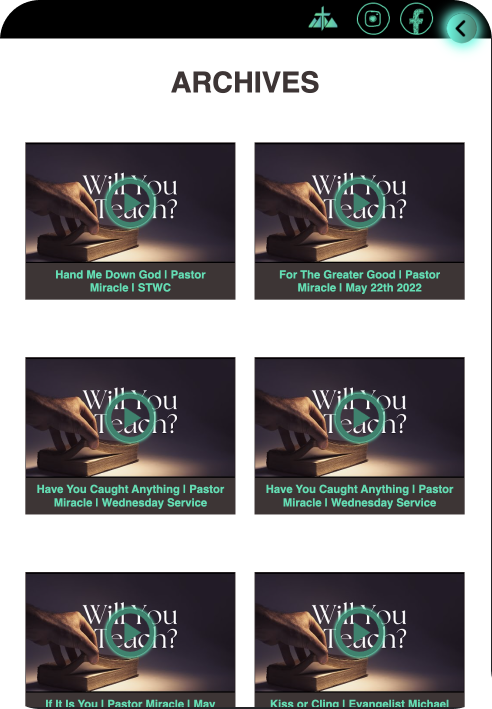 ARCHIVES
Will You
Teach?
Will You
Teach?
Hand Me Down God | Pastor
Miracle | STWC
For The Greater Good | Pastor
Miracle | May 22th 2022
Will You
Teach?
Will You
Teach?
Have You Caught Anything | Pastor
Miracle | Wednesday Service
Have You Caught Anything | Pastor
Miracle | Wednesday Service
Will You
Teach?
Will You
Teach?
If It Is You | Pastor Miracle | May
Kiss or Cling | Evangelist Michael